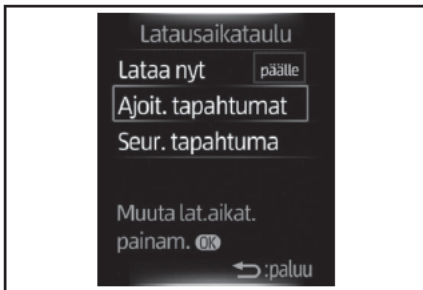 Latausaikataulu
Lataa nyt päälle
Ajoit. tapahtumat
Seur. tapahtuma
Muuta lat.aikat.
painam. OK
:paluu